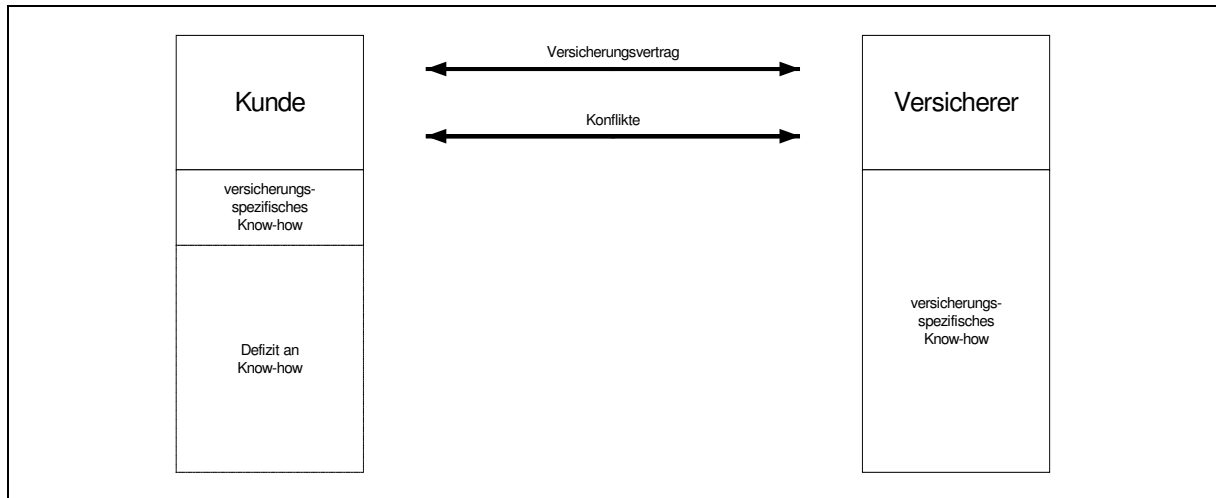 Kunde
versicherungs-
spezifisches
Know-how
Defizit an
Know-how
Versicherungsvertrag
Konflikte
Versicherer
versicherungs-
spezifisches
Know-how